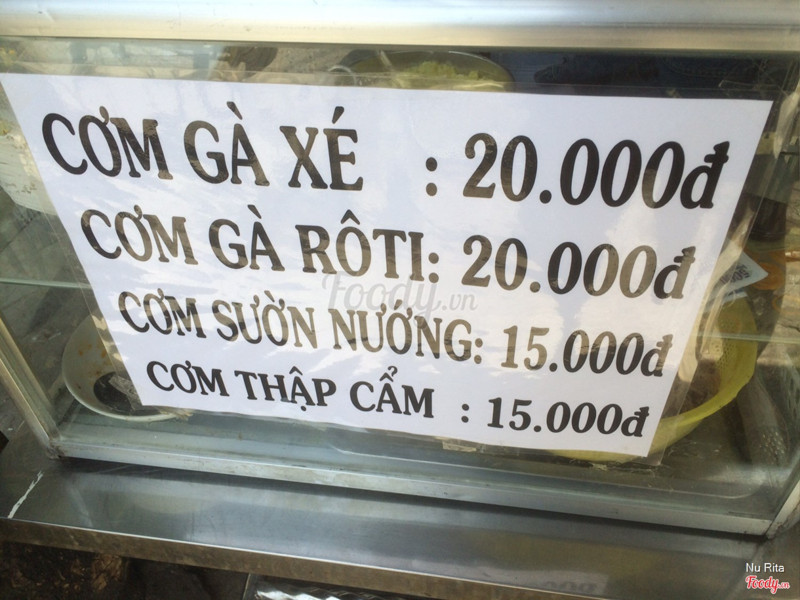 CƠM GÀ XÉ : 20.000đ
CƠM GÀ RÔTI: 20.000đ
CƠM SƯỜN NƯỚNG: 15.000đ
CƠM THẬP CẨM : 15.000đ
Foody.vn
Nu Rita
Foody.vn